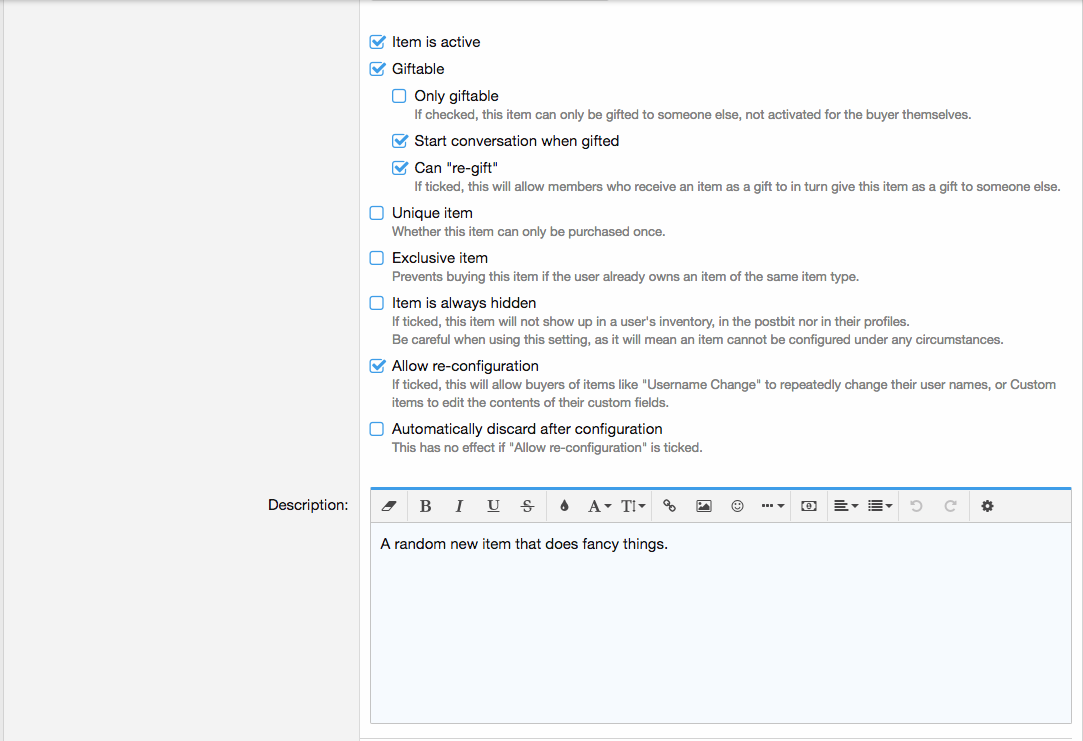 Item is active
Giftable
Only giftable
If checked, this item can only be gifted to someone else, not activated for the buyer themselves.
Start conversation when gifted
Can "re-gift"
If ticked, this will allow members who receive an item as a gift to in turn give this item as a gift to someone else.
Unique item
Whether this item can only be purchased once.
Exclusive item
Prevents buying this item if the user already owns an item of the same item type.
Item is always hidden
If ticked, this item will not show up in a user's inventory, in the postbit nor in their profiles.
Be careful when using this setting, as it will mean an item cannot be configured under any circumstances.
Allow re-configuration
If ticked, this will allow buyers of items like "Username Change" to repeatedly change their user names, or Custom
items to edit the contents of their custom fields.
Automatically discard after configuration
This has no effect if "Allow re-configuration" is ticked.
Description:
B I U S A T
A random new item that does fancy things.